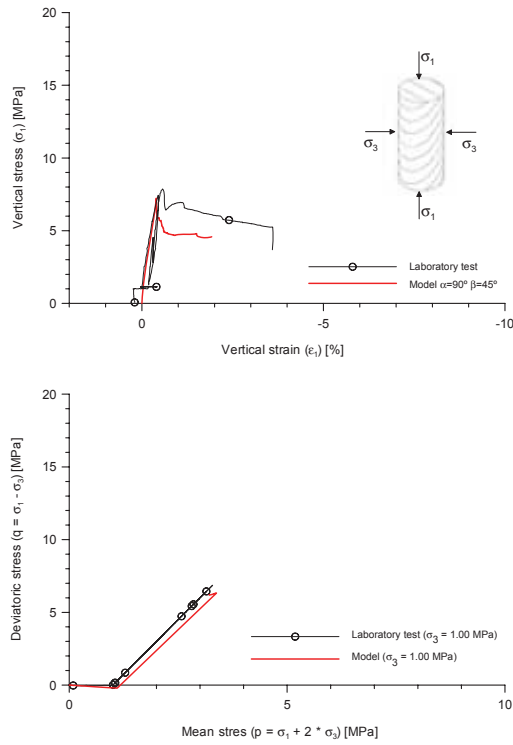 Vertical stress (σ₁) [MPa]
20
15
10
5
0
0
-5
-10
Vertical strain (ε₁) [%]
σ₁
σ₃
σ₃
σ₁
Laboratory test
Model α=90º β=45º
Deviatoric stress (q = σ₁ - σ₃) [MPa]
20
15
10
5
0
0
5
10
Mean stres (p = σ₁ + 2 * σ₃) [MPa]
Laboratory test (σ₃ = 1.00 MPa)
Model (σ₃ = 1.00 MPa)